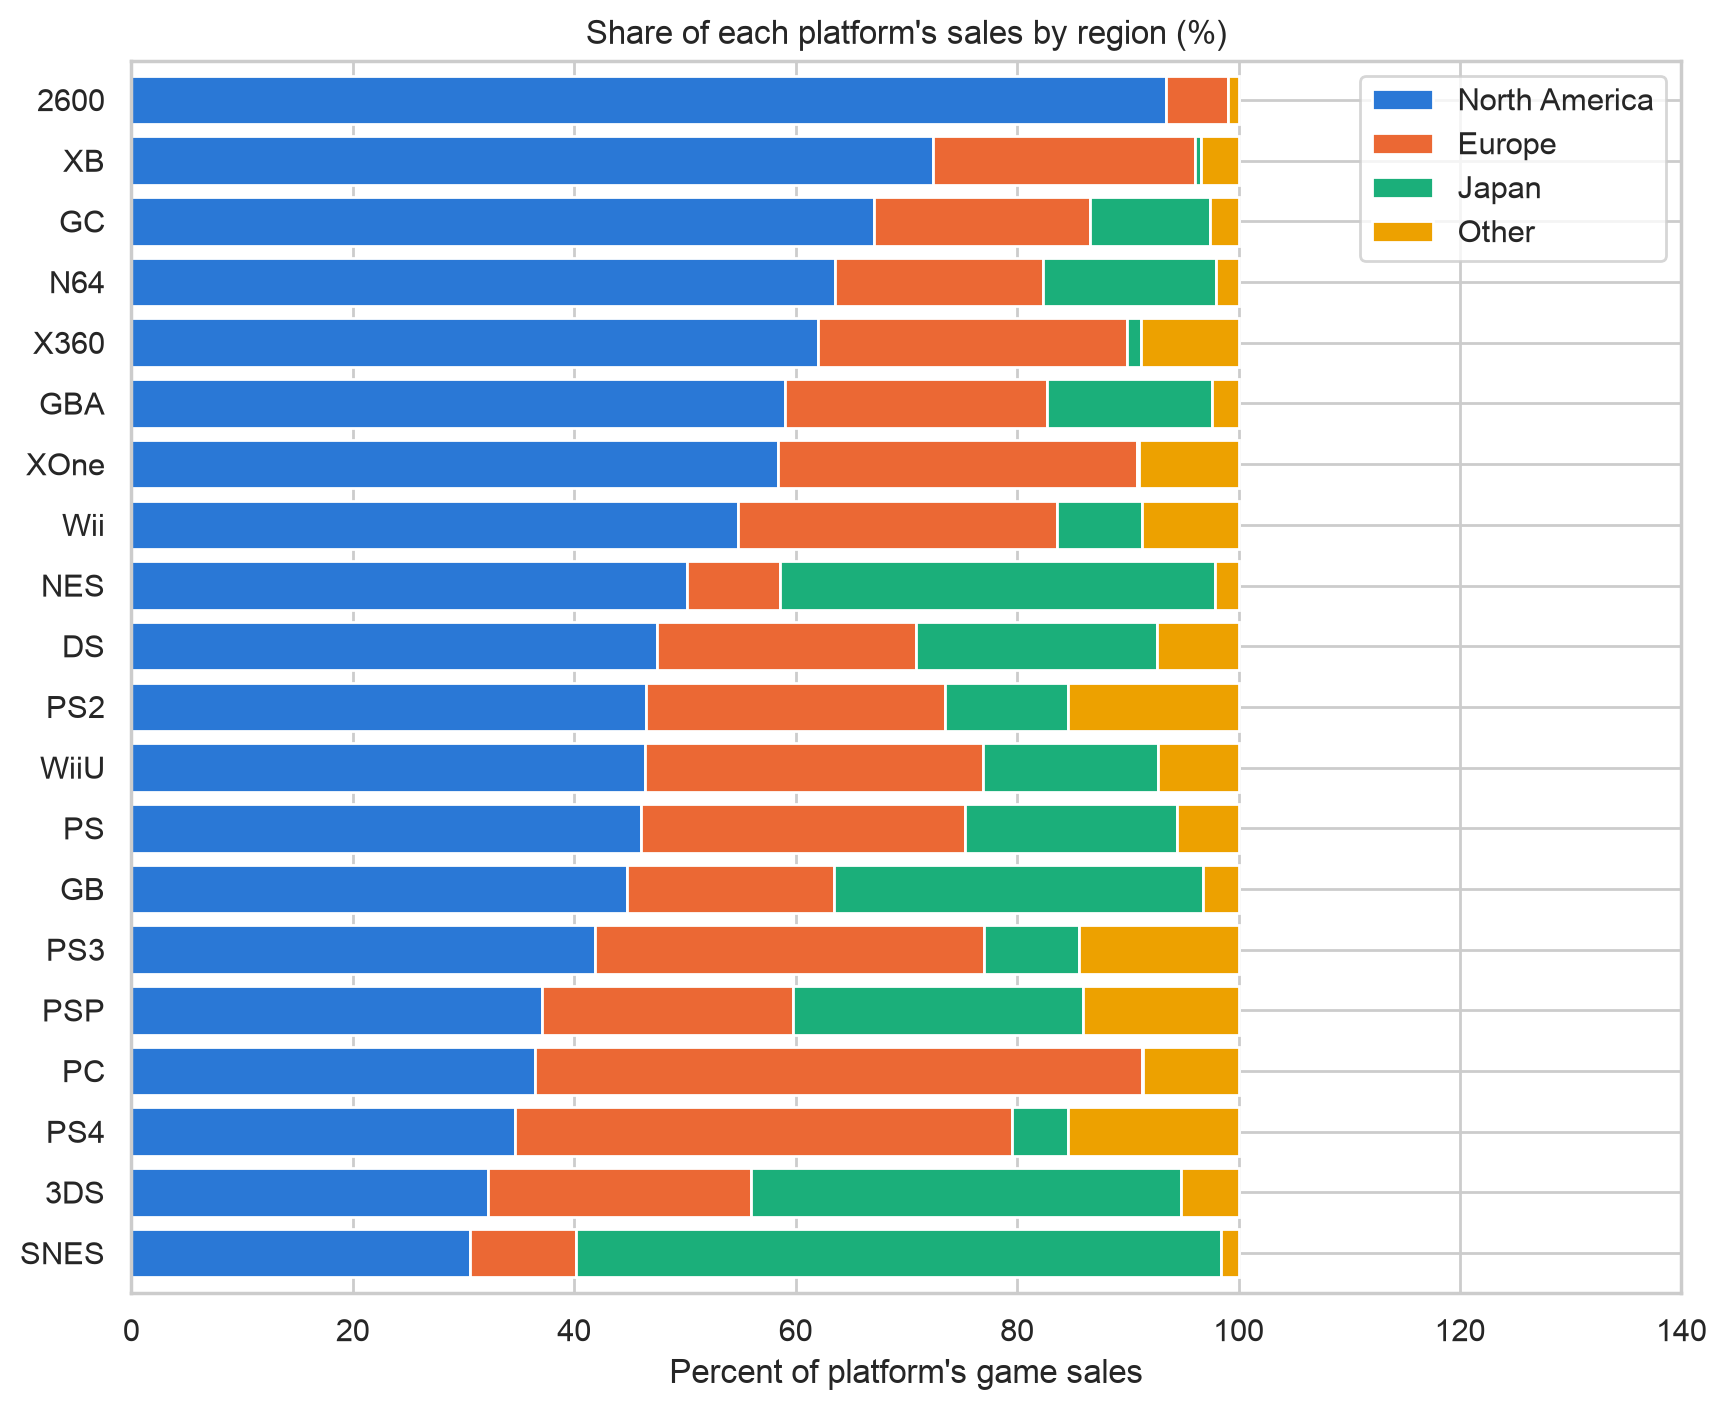 Share of each platform's sales by region (%)
2600
XB
GC
N64
X360
GBA
XOne
Wii
NES
DS
PS2
WiiU
PS
GB
PS3
PSP
PC
PS4
3DS
SNES
North America
Europe
Japan
Other
0 20 40 60 80 100 120 140
Percent of platform's game sales